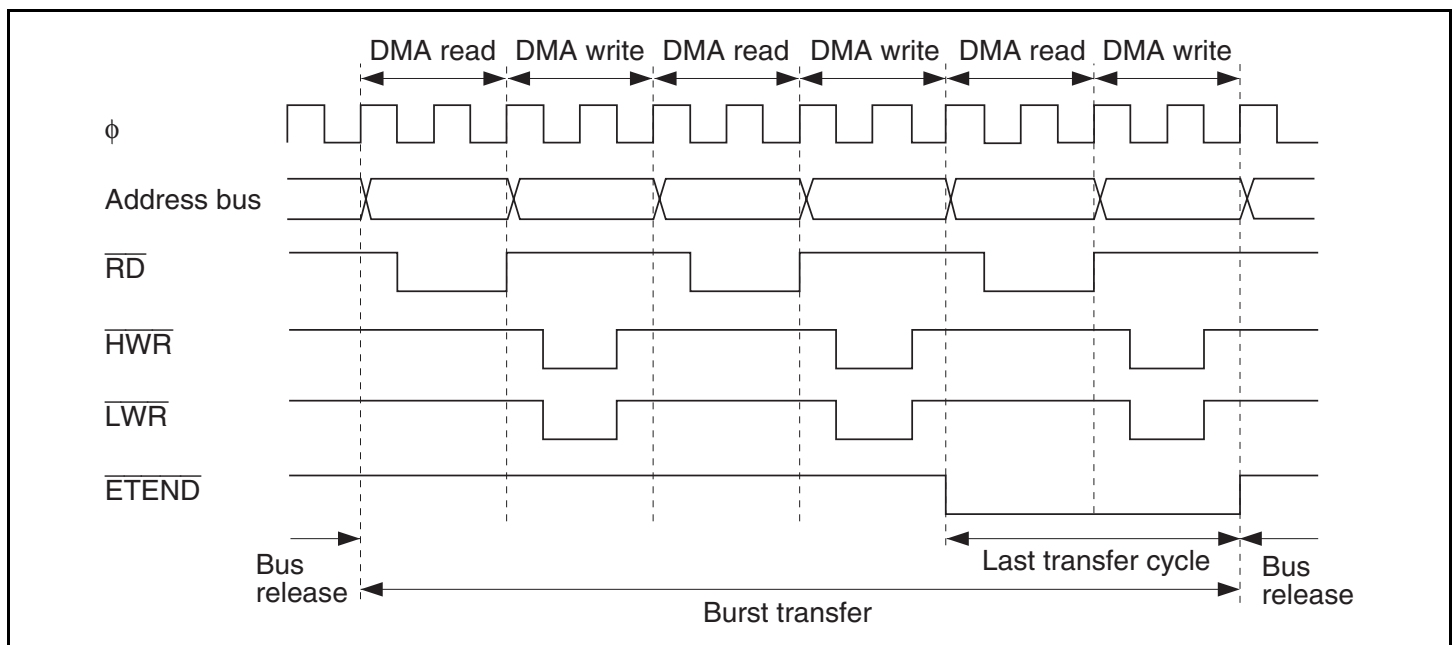 DMA read DMA write DMA read DMA write DMA read DMA write
ϕ
Address bus
RD
HWR
LWR
ETEND
Bus release
Last transfer cycle
Bus release
Burst transfer